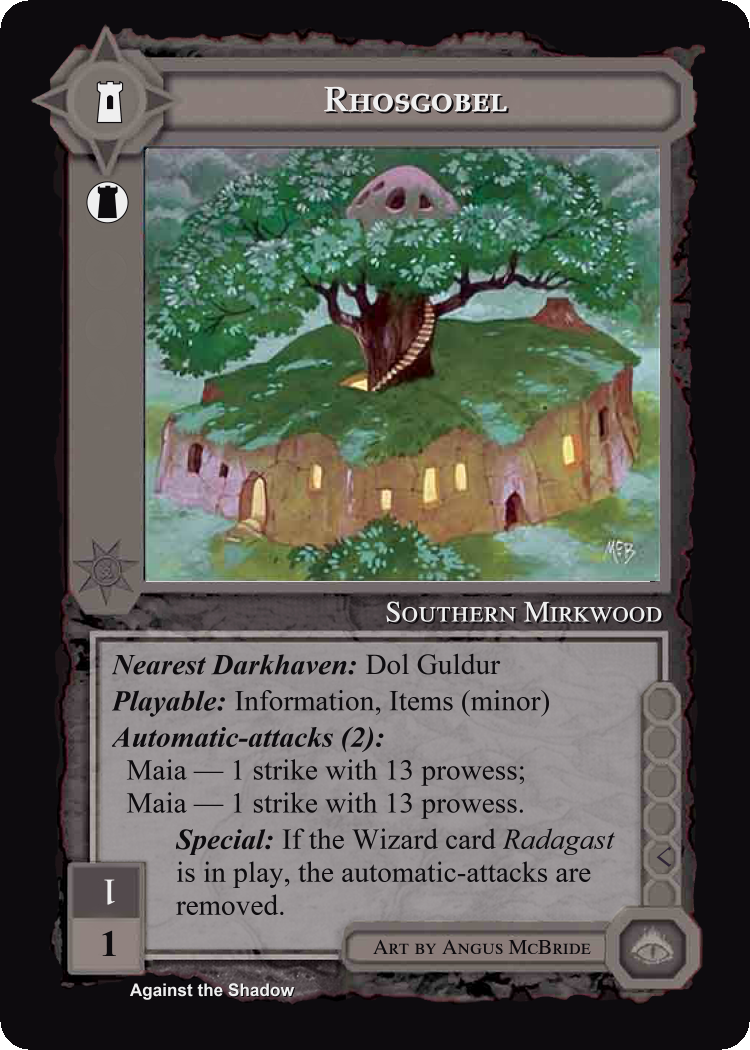 Rhosgobel
McB
Southern Mirkwood
Nearest Darkhaven: Dol Guldur
Playable: Information, Items (minor)
Automatic-attacks (2):
Maia — 1 strike with 13 prowess;
Maia — 1 strike with 13 prowess.
Special: If the Wizard card Radagast
is in play, the automatic-attacks are
removed.
1
1
Art by Angus McBride
Against the Shadow